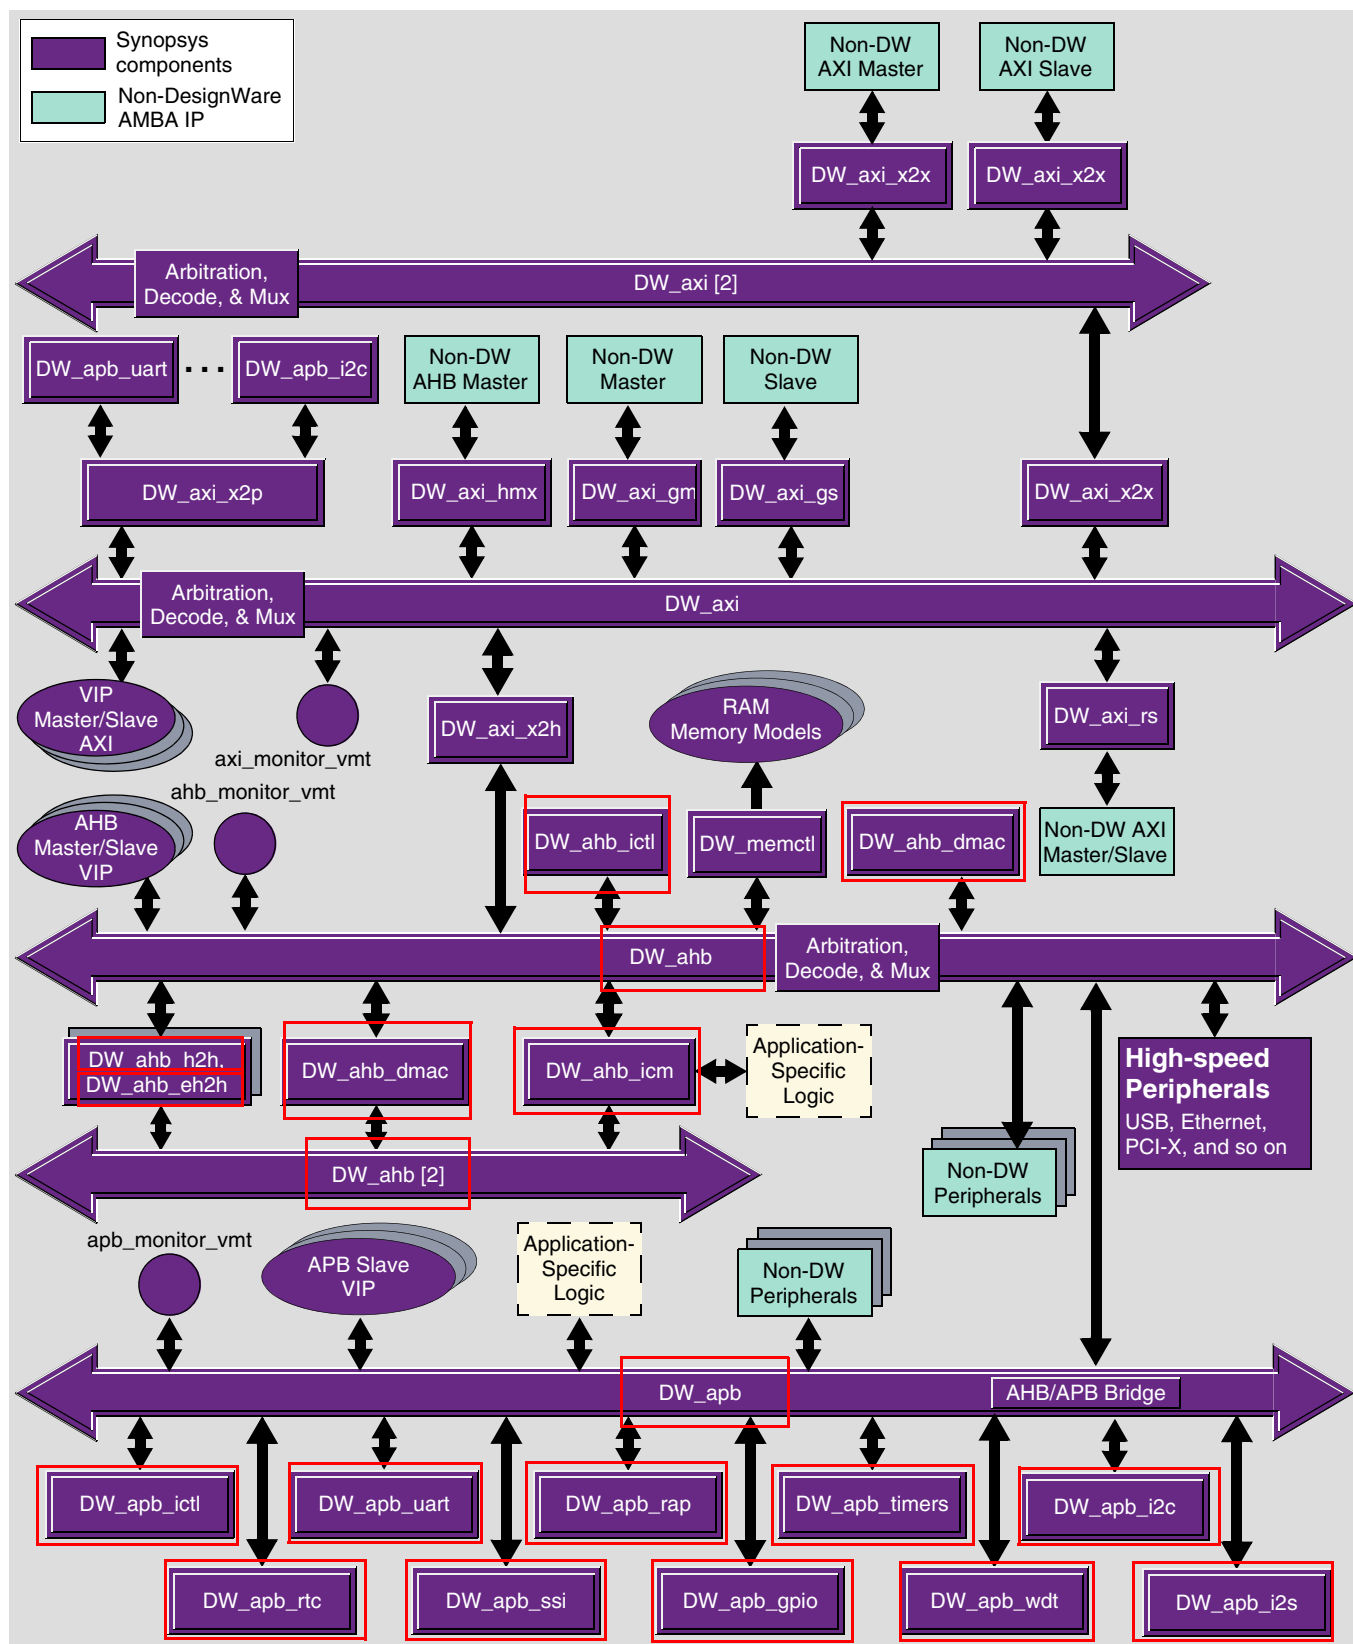 Synopsys
components
Non-DesignWare
AMBA IP
Non-DW
AXI Master
Non-DW
AXI Slave
DW_axi_x2x
DW_axi_x2x
Arbitration,
Decode, & Mux
DW_axi [2]
DW_apb_uart
...
DW_apb_i2c
Non-DW
AHB Master
Non-DW
Master
Non-DW
Slave
DW_axi_x2p
DW_axi_hmx
DW_axi_gm
DW_axi_gs
DW_axi_x2x
Arbitration,
Decode, & Mux
DW_axi
VIP
Master/Slave
AXI
axi_monitor_vmt
DW_axi_x2h
RAM
Memory Models
DW_axi_rs
ahb_monitor_vmt
AHB
Master/Slave
VIP
DW_ahb_ictl
DW_memctl
DW_ahb_dmac
Non-DW AXI
Master/Slave
DW_ahb
Arbitration,
Decode, & Mux
DW_ahb_h2h,
DW_ahb_eh2h
DW_ahb_dmac
DW_ahb_icm
Application-
Specific
Logic
High-speed
Peripherals
USB, Ethernet,
PCI-X, and so on
DW_ahb [2]
Non-DW
Peripherals
apb_monitor_vmt
APB Slave
VIP
Application-
Specific
Logic
Non-DW
Peripherals
DW_apb
AHB/APB Bridge
DW_apb_ictl
DW_apb_uart
DW_apb_rap
DW_apb_timers
DW_apb_i2c
DW_apb_rtc
DW_apb_ssi
DW_apb_gpio
DW_apb_wdt
DW_apb_i2s